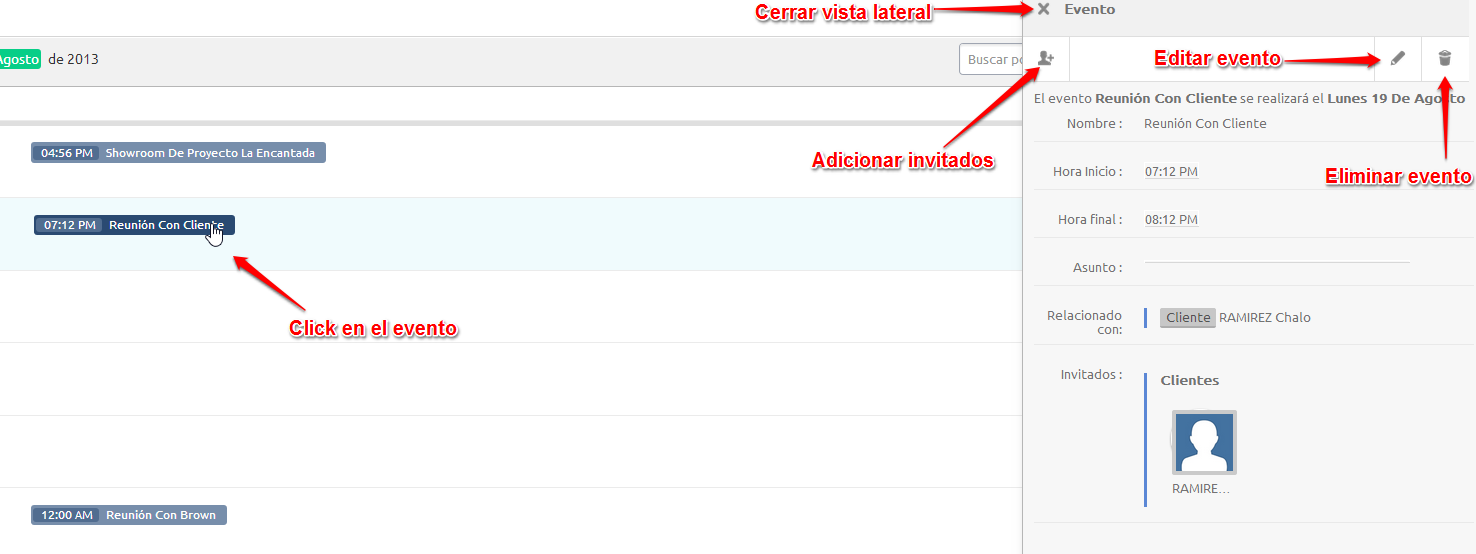 Cerrar vista lateral
Evento
Agosto de 2013
Buscar po
Editar evento
El evento Reunión Con Cliente se realizará el Lunes 19 De Agosto
Nombre : Reunión Con Cliente
04:56 PM Showroom De Proyecto La Encantada
Adicionar invitados
Hora Inicio : 07:12 PM
Eliminar evento
07:12 PM Reunión Con Cliente
Hora final : 08:12 PM
Asunto :
Click en el evento
Relacionado
con:
Cliente RAMIREZ Chalo
Invitados :
Clientes
RAMIRE...
12:00 AM Reunión Con Brown